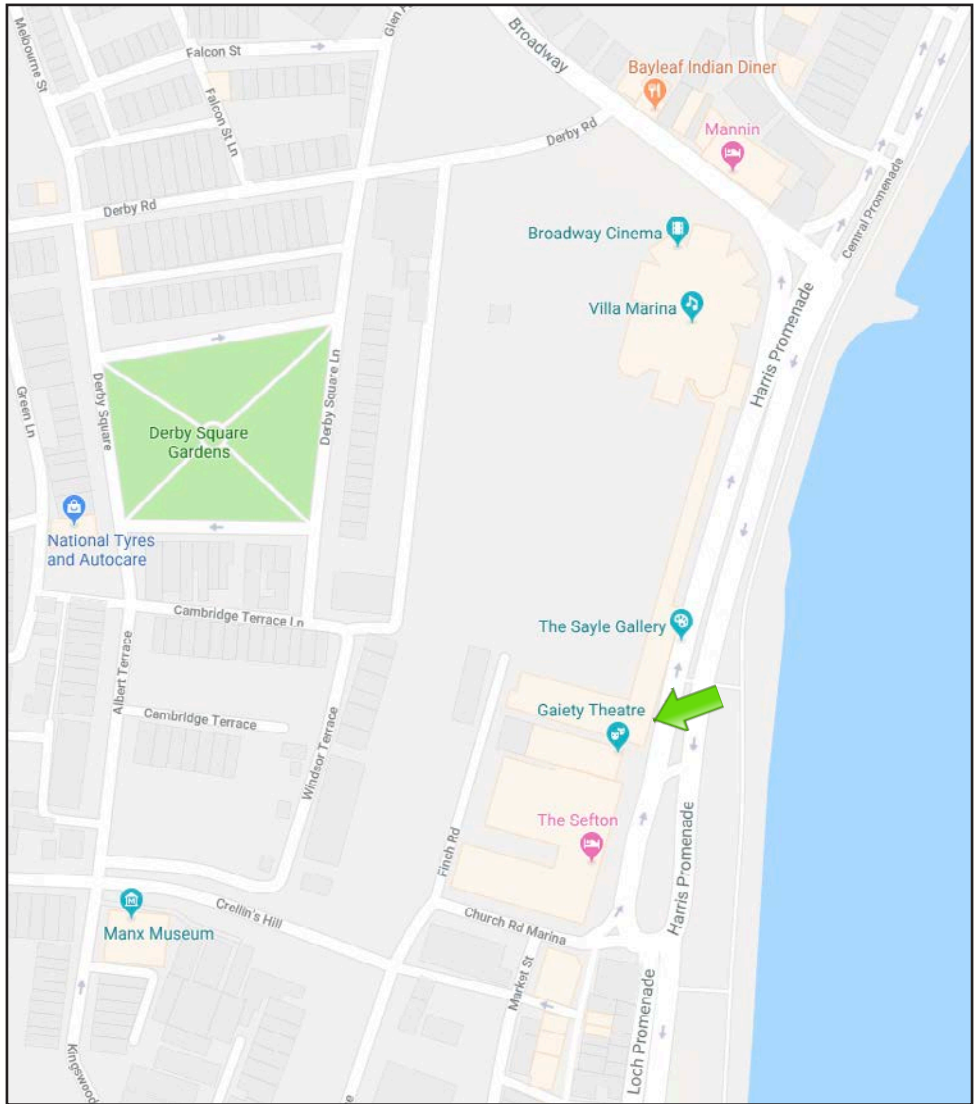 Melbourne St
Falcon St
Glen
Falcon St Ln
Broadway
Bayleaf Indian Diner
Mannin
Derby Rd
Derby Rd
Central Promenade
Broadway Cinema
Villa Marina
Harris Promenade
Green Ln
Derby Square
Derby Square
Gardens
Derby Square Ln
National Tyres
and Autocare
Cambridge Terrace Ln
The Sayle Gallery
Albert Terrace
Cambridge Terrace
Windsor Terrace
Gaiety Theatre
The Sefton
Finch Rd
Harris Promenade
Manx Museum
Crellin's Hill
Church Rd Marina
Market St
Loch Promenade
Kingswood